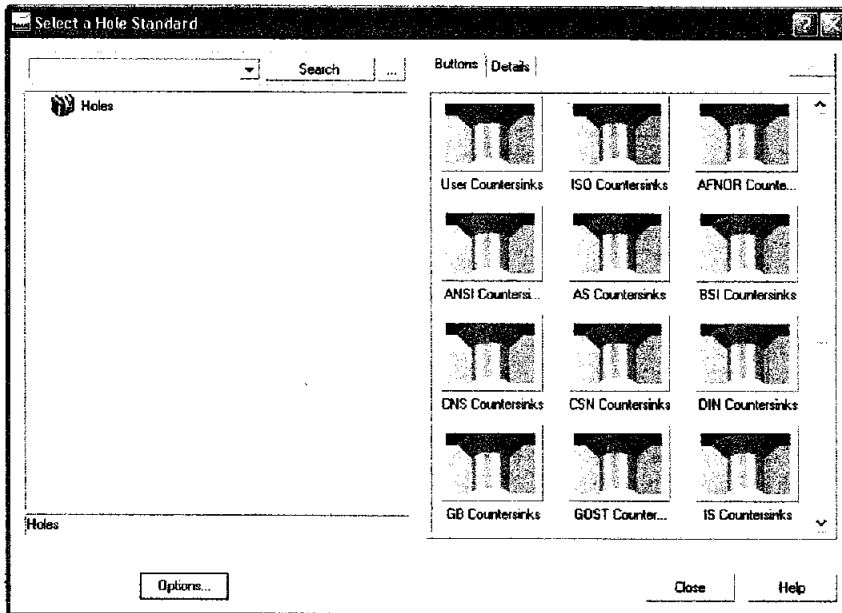 Select a Hole Standard
Search
...
Buttons
Details
Holes
User Countersinks
ISO Countersinks
AFNOR Counte...
ANSI Countersi...
AS Countersinks
BSI Countersinks
CNS Countersinks
CSN Countersinks
DIN Countersinks
GB Countersinks
GOST Counter...
IS Countersinks
Holes
Options...
Close
Help